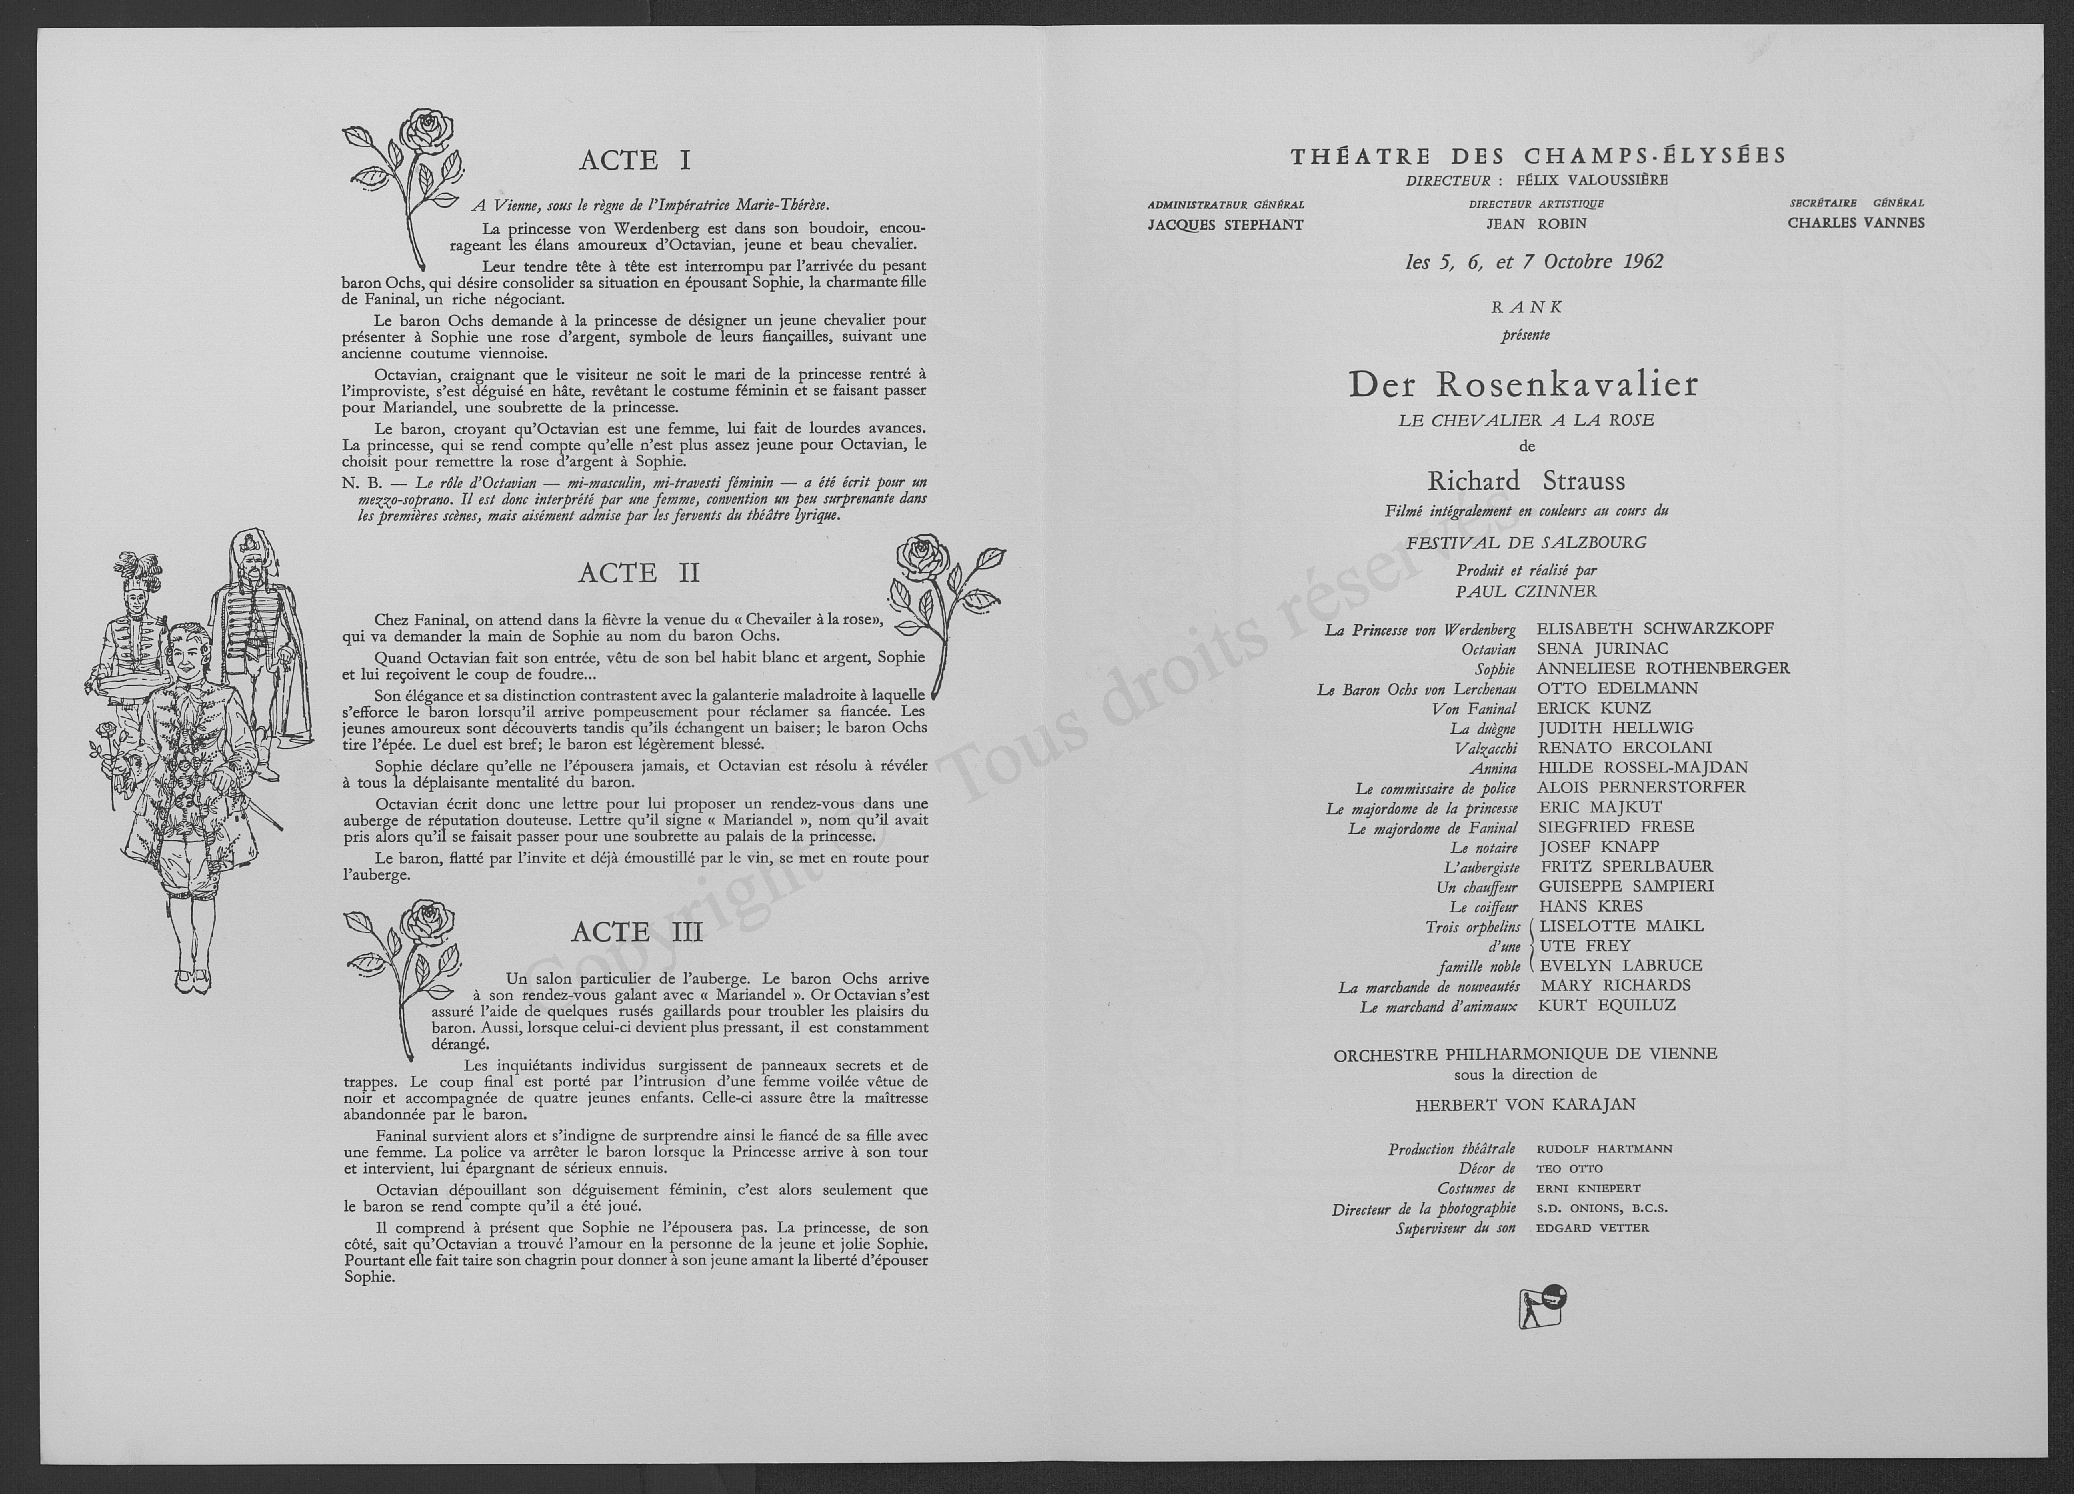 ACTE I
A Vienne, sous le règne de l'Impératrice Marie-Thérèse.
La princesse von Werdenberg est dans son boudoir, encou-
rageant les élans amoureux d'Octavian, jeune et beau chevalier.
Leur tendre tête à tête est interrompu par l'arrivée du pesant
baron Ochs, qui désire consolider sa situation en épousant Sophie, la charmante fille
de Faninal, un riche négociant.
Le baron Ochs demande à la princesse de désigner un jeune chevalier pour
présenter à Sophie une rose d'argent, symbole de leurs fiançailles, suivant une
ancienne coutume viennoise.
Octavian, craignant que le visiteur ne soit le mari de la princesse rentré à
l'improviste, s'est déguisé en hâte, revêtant le costume féminin et se faisant passer
pour Mariandel, une soubrette de la princesse.
Le baron, croyant qu'Octavian est une femme, lui fait de lourdes avances.
La princesse, qui se rend compte qu'elle n'est plus assez jeune pour Octavian, le
choisit pour remettre la rose d'argent à Sophie.
N. B. — Le rôle d'Octavian — mi-masculin, mi-travesti féminin — a été écrit pour un
mezzo-soprano. Il est donc interprété par une femme, convention un peu surprenante dans
les premières scènes, mais aisément admise par les fervents du théâtre lyrique.
ACTE II
Chez Faninal, on attend dans la fièvre la venue du « Chevailer à la rose»,
qui va demander la main de Sophie au nom du baron Ochs.
Quand Octavian fait son entrée, vêtu de son bel habit blanc et argent, Sophie
et lui reçoivent le coup de foudre...
Son élégance et sa distinction contrastent avec la galanterie maladroite à laquelle
s'efforce le baron lorsqu'il arrive pompeusement pour réclamer sa fiancée. Les
jeunes amoureux sont découverts tandis qu'ils échangent un baiser; le baron Ochs
tire l'épée. Le duel est bref; le baron est légèrement blessé.
Sophie déclare qu'elle ne l'épousera jamais, et Octavian est résolu à révéler
à tous la déplaisante mentalité du baron.
Octavian écrit donc une lettre pour lui proposer un rendez-vous dans une
auberge de réputation douteuse. Lettre qu'il signe « Mariandel », nom qu'il avait
pris alors qu'il se faisait passer pour une soubrette au palais de la princesse.
Le baron, flatté par l'invite et déjà émoustillé par le vin, se met en route pour
l'auberge.
ACTE III
Un salon particulier de l'auberge. Le baron Ochs arrive
à son rendez-vous galant avec « Mariandel ». Or Octavian s'est
assuré l'aide de quelques rusés gaillards pour troubler les plaisirs du
baron. Aussi, lorsque celui-ci devient plus pressant, il est constamment
dérangé.
Les inquiétants individus surgissent de panneaux secrets et de
trappes. Le coup final est porté par l'intrusion d'une femme voilée vêtue de
noir et accompagnée de quatre jeunes enfants. Celle-ci assure être la maîtresse
abandonnée par le baron.
Faninal survient alors et s'indigne de surprendre ainsi le fiancé de sa fille avec
une femme. La police va arrêter le baron lorsque la Princesse arrive à son tour
et intervient, lui épargnant de sérieux ennuis.
Octavian dépouillant son déguisement féminin, c'est alors seulement que
le baron se rend compte qu'il a été joué.
Il comprend à présent que Sophie ne l'épousera pas. La princesse, de son
côté, sait qu'Octavian a trouvé l'amour en la personne de la jeune et jolie Sophie.
Pourtant elle fait taire son chagrin pour donner à son jeune amant la liberté d'épouser
Sophie.
THÉATRE DES CHAMPS-ÉLYSÉES
DIRECTEUR : FÉLIX VALOUSSIÈRE
ADMINISTRATEUR GÉNÉRAL DIRECTEUR ARTISTIQUE SECRÉTAIRE GÉNÉRAL
JACQUES STEPHANT JEAN ROBIN CHARLES VANNES
les 5, 6, et 7 Octobre 1962
RANK
présente
Der Rosenkavalier
LE CHEVALIER A LA ROSE
de
Richard Strauss
Filmé intégralement en couleurs au cours du
FESTIVAL DE SALZBOURG
Produit et réalisé par
PAUL CZINNER
La Princesse von Werdenberg ELISABETH SCHWARZKOPF
Octavian SENA JURINAC
Sophie ANNELIESE ROTHENBERGER
Le Baron Ochs von Lerchenau OTTO EDELMANN
Von Faninal ERICK KUNZ
La duègne JUDITH HELLWIG
Valzacchi RENATO ERCOLANI
Annina HILDE ROSSEL-MAJDAN
Le commissaire de police ALOIS PERNERSTORFER
Le majordome de la princesse ERIC MAJKUT
Le majordome de Faninal SIEGFRIED FRESE
Le notaire JOSEF KNAPP
L'aubergiste FRITZ SPERLBAUER
Un chauffeur GUISEPPE SAMPIERI
Le coiffeur HANS KRES
Trois orphelins LISELOTTE MAIKL
d'une UTE FREY
famille noble EVELYN LABRUCE
La marchande de nouveautés MARY RICHARDS
Le marchand d'animaux KURT EQUILUZ
ORCHESTRE PHILHARMONIQUE DE VIENNE
sous la direction de
HERBERT VON KARAJAN
Production théâtrale RUDOLF HARTMANN
Décor de TEO OTTO
Costumes de ERNI KNIEPERT
Directeur de la photographie S.D. ONIONS, B.C.S.
Superviseur du son EDGARD VETTER
Copyright © Tous droits réservés.